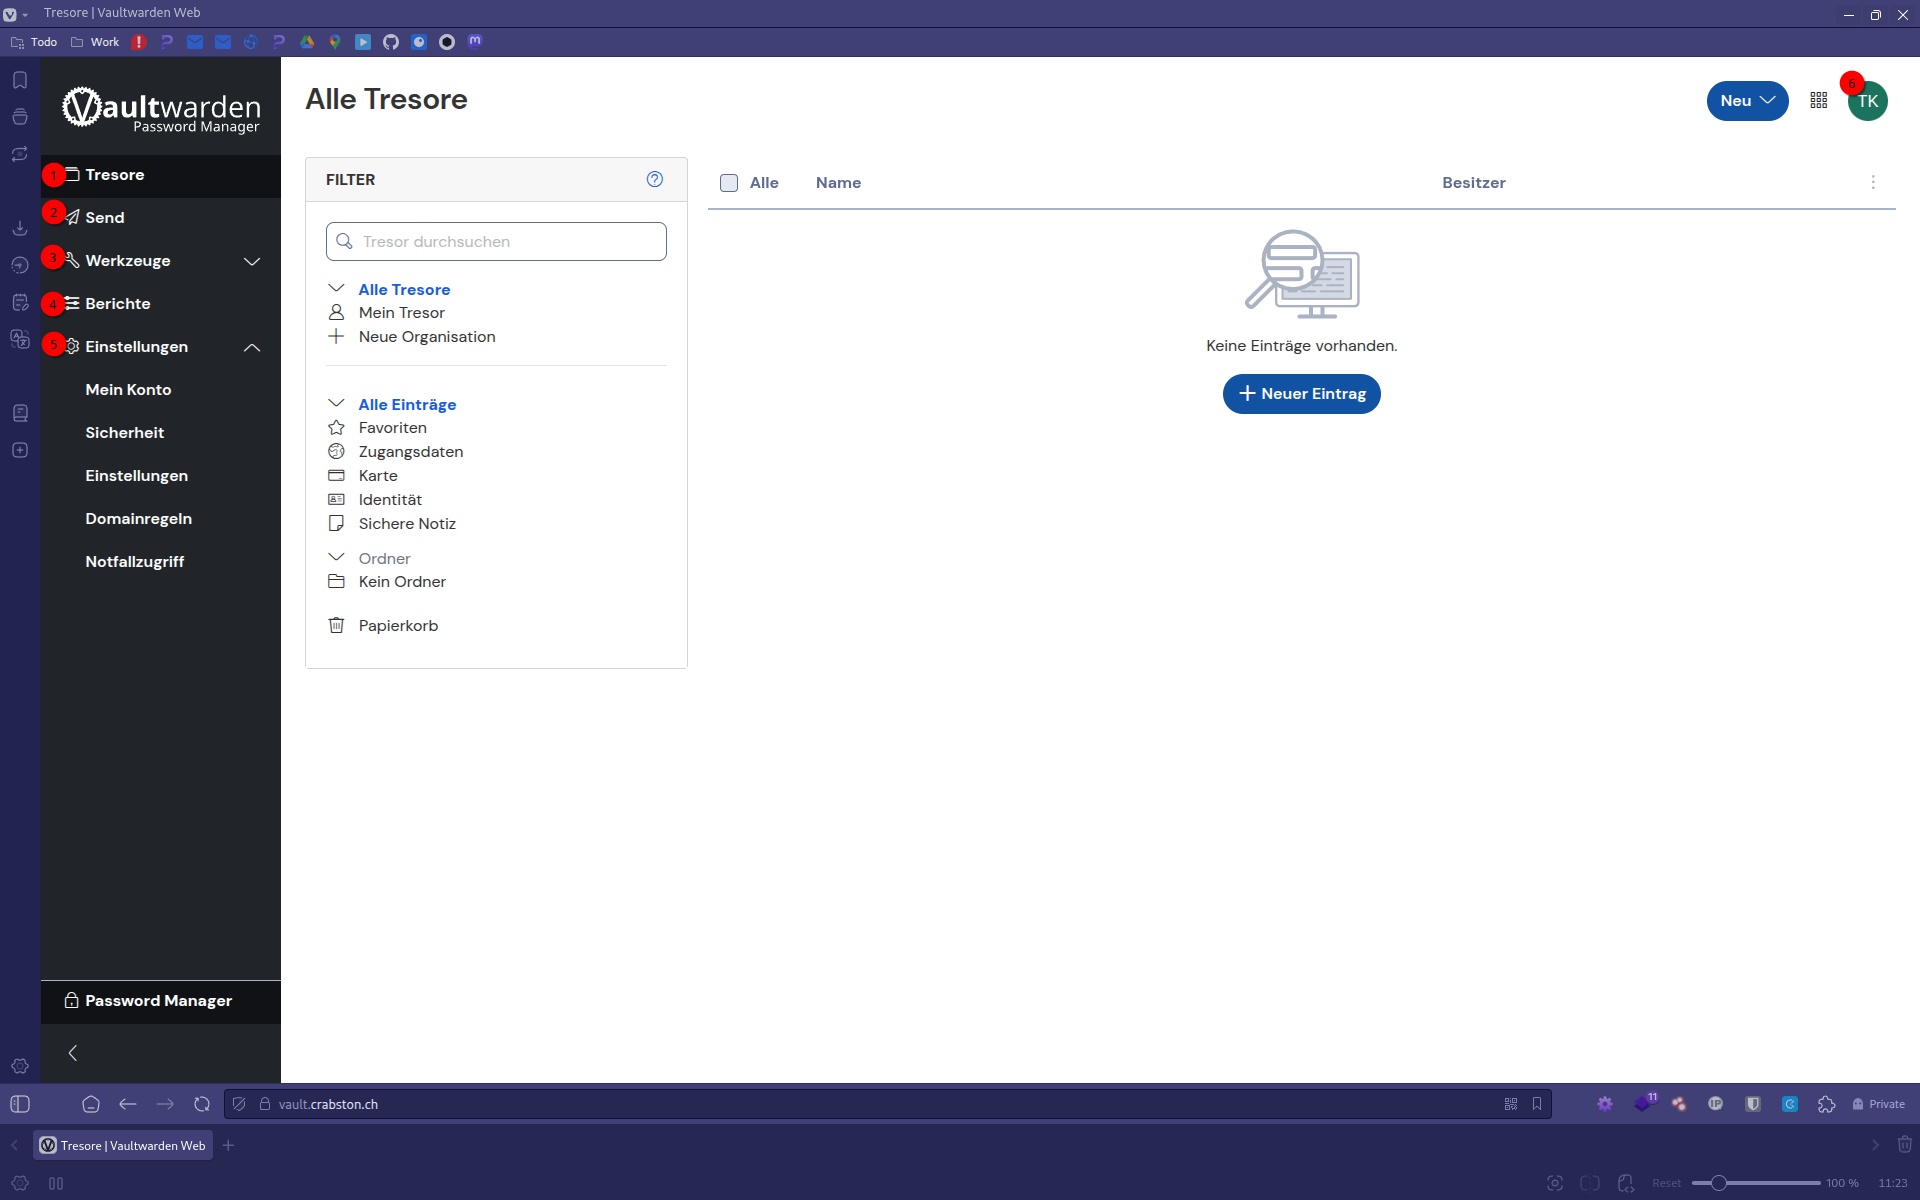 Tresore | Vaultwarden Web
Todo
Work
Vaultwarden
Password Manager
1 Tresore
2 Send
3 Werkzeuge
4 Berichte
5 Einstellungen
Mein Konto
Sicherheit
Einstellungen
Domainregeln
Notfallzugriff
Password Manager
Alle Tresore
Neu
6
TK
FILTER
Tresor durchsuchen
Alle Tresore
Mein Tresor
Neue Organisation
Alle Einträge
Favoriten
Zugangsdaten
Karte
Identität
Sichere Notiz
Ordner
Kein Ordner
Papierkorb
Alle Name Besitzer
Keine Einträge vorhanden.
Neuer Eintrag
vault.crabston.ch
11
IP
Private
Tresore | Vaultwarden Web
Reset 100 % 11:23